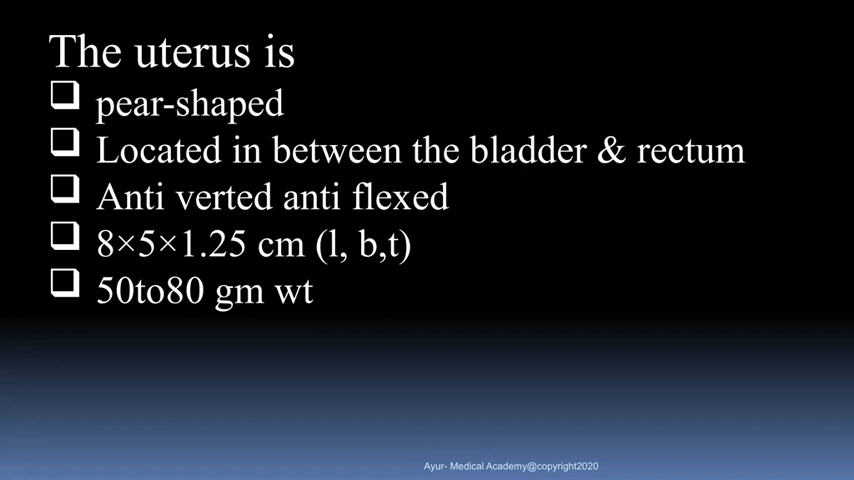 The uterus is
❑ pear-shaped
❑ Located in between the bladder & rectum
❑ Anti verted anti flexed
❑ 8×5×1.25 cm (l, b,t)
❑ 50to80 gm wt
Ayur- Medical Academy@copyright2020